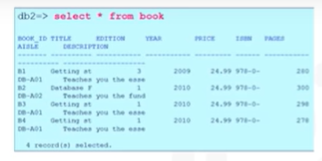 db2=> select * from book
BOOK_ID TITLE EDITION YEAR PRICE ISBN PAGES
AISLE DESCRIPTION
B1 Getting st 3 2009 24.99 978-0- 280
DB-A01 Teaches you the esse
B2 Database F 1 2010 24.99 978-0- 300
DB-A02 Teaches you the fund
B3 Getting st 1 2010 24.99 978-0- 298
DB-A01 Teaches you the esse
B4 Getting st 1 2010 24.99 978-0- 278
DB-A01 Teaches you the esse
4 record(s) selected.